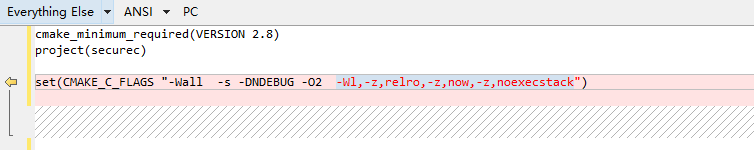 Everything Else ANSI PC
cmake_minimum_required(VERSION 2.8)
project(securec)
set(CMAKE_C_FLAGS "-Wall  -s -DNDEBUG -O2  -Wl,-z,relro,-z,now,-z,noexecstack")